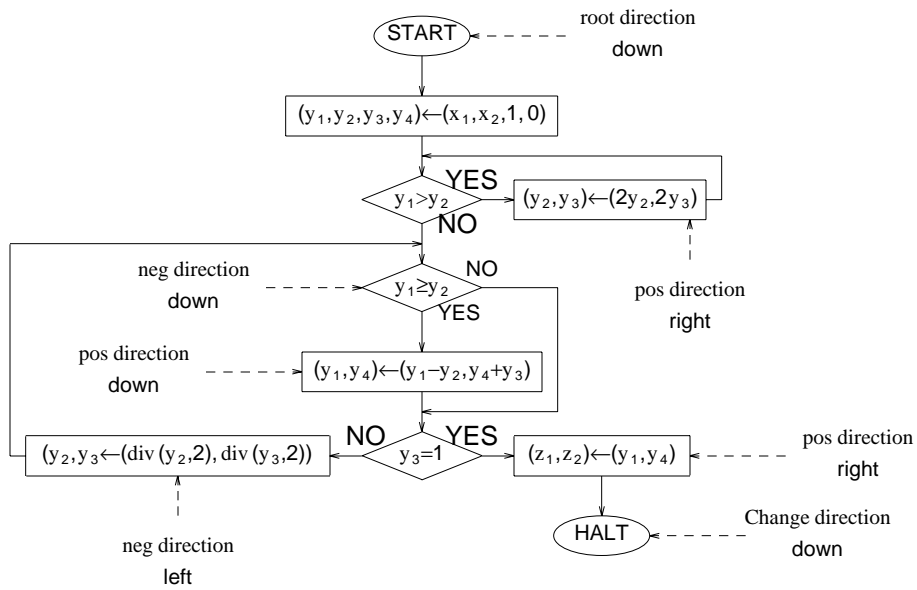 START
root direction
down
(y₁,y₂,y₃,y₄)←(x₁,x₂,1,0)
YES
y₁>y₂
(y₂,y₃)←(2y₂,2y₃)
NO
neg direction
down
NO
y₁≥y₂
YES
pos direction
right
pos direction
down
(y₁,y₄)←(y₁−y₂,y₄+y₃)
NO
YES
(y₂,y₃←(div(y₂,2),div(y₃,2))
y₃=1
(z₁,z₂)←(y₁,y₄)
pos direction
right
neg direction
left
HALT
Change direction
down